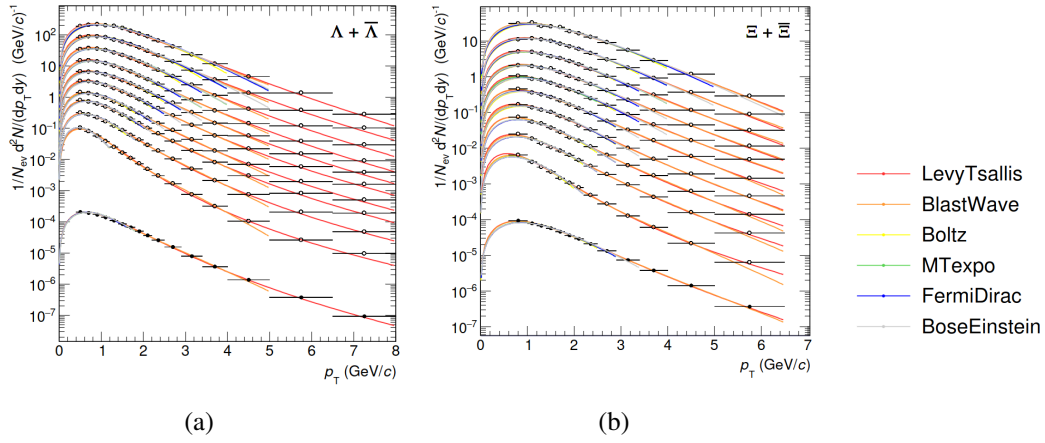 1/N_ev d²N/(dp_T dy) (GeV/c)⁻¹
Λ + Λ̅
10²
10
1
10⁻¹
10⁻²
10⁻³
10⁻⁴
10⁻⁵
10⁻⁶
10⁻⁷
0 1 2 3 4 5 6 7 8
p_T (GeV/c)
(a)
1/N_ev d²N/(dp_T dy) (GeV/c)⁻¹
Ξ + Ξ̅
10
1
10⁻¹
10⁻²
10⁻³
10⁻⁴
10⁻⁵
10⁻⁶
10⁻⁷
0 1 2 3 4 5 6 7
p_T (GeV/c)
(b)
LevyTsallis
BlastWave
Boltz
MTexpo
FermiDirac
BoseEinstein